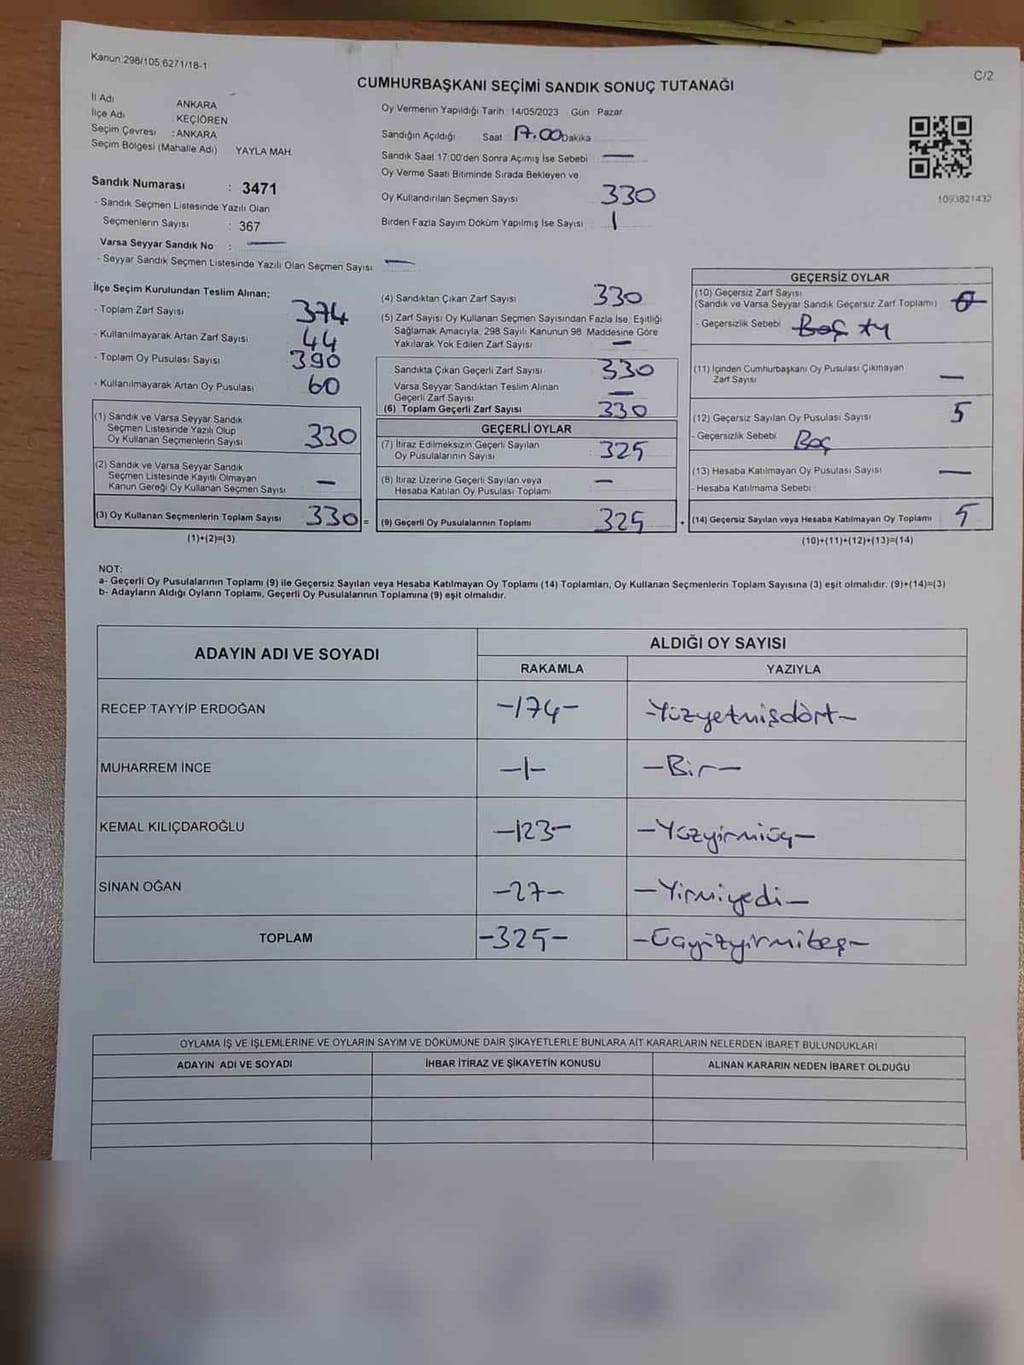 Kanun:298/105,6271/18-1
C/2
CUMHURBAŞKANI SEÇİMİ SANDIK SONUÇ TUTANAĞI
İl Adı ANKARA
İlçe Adı KEÇİÖREN
Seçim Çevresi : ANKARA
Seçim Bölgesi (Mahalle Adı) YAYLA MAH.
Sandık Numarası : 3471
- Sandık Seçmen Listesinde Yazılı Olan
Seçmenlerin Sayısı : 367
Varsa Seyyar Sandık No : —
- Seyyar Sandık Seçmen Listesinde Yazılı Olan Seçmen Sayısı —
Oy Vermenin Yapıldığı Tarih 14/05/2023 Gün Pazar
Sandığın Açıldığı Saat 17.00 Dakika
Sandık Saat 17:00'den Sonra Açımış İse Sebebi —
Oy Verme Saati Bitiminde Sırada Bekleyen ve
Oy Kullandırılan Seçmen Sayısı 330
Birden Fazla Sayım Döküm Yapılmış İse Sayısı 1
1093821432
İlçe Seçim Kurulundan Teslim Alınan;
- Toplam Zarf Sayısı 374
- Kullanılmayarak Artan Zarf Sayısı 44
- Toplam Oy Pusulası Sayısı 390
- Kullanılmayarak Artan Oy Pusulası 60
(1) Sandık ve Varsa Seyyar Sandık
Seçmen Listesinde Yazılı Olup
Oy Kullanan Seçmenlerin Sayısı 330
(2) Sandık ve Varsa Seyyar Sandık
Seçmen Listesinde Kayıtlı Olmayan
Kanun Gereği Oy Kullanan Seçmen Sayısı —
(3) Oy Kullanan Seçmenlerin Toplam Sayısı 330 =
(1)+(2)=(3)
(4) Sandıktan Çıkan Zarf Sayısı 330
(5) Zarf Sayısı Oy Kullanan Seçmen Sayısından Fazla İse; Eşitliği
Sağlamak Amacıyla, 298 Sayılı Kanunun 98. Maddesine Göre
Yakılarak Yok Edilen Zarf Sayısı —
Sandıkta Çıkan Geçerli Zarf Sayısı 330
Varsa Seyyar Sandıktan Teslim Alınan
Geçerli Zarf Sayısı —
(6) Toplam Geçerli Zarf Sayısı 330
GEÇERLİ OYLAR
(7) İtiraz Edilmeksizin Geçerli Sayılan
Oy Pusulalarının Sayısı 325
(8) İtiraz Üzerine Geçerli Sayılan veya
Hesaba Katılan Oy Pusulası Toplamı —
(9) Geçerli Oy Pusulalarının Toplamı 325 +
GEÇERSİZ OYLAR
(10) Geçersiz Zarf Sayısı
(Sandık ve Varsa Seyyar Sandık Geçersiz Zarf Toplamı) 0
- Geçersizlik Sebebi Boş
(11) İçinden Cumhurbaşkanı Oy Pusulası Çıkmayan
Zarf Sayısı —
(12) Geçersiz Sayılan Oy Pusulası Sayısı 5
- Geçersizlik Sebebi Boş
(13) Hesaba Katılmayan Oy Pusulası Sayısı —
- Hesaba Katılmama Sebebi
(14) Geçersiz Sayılan veya Hesaba Katılmayan Oy Toplamı 5
(10)+(11)+(12)+(13)=(14)
NOT:
a- Geçerli Oy Pusulalarının Toplamı (9) ile Geçersiz Sayılan veya Hesaba Katılmayan Oy Toplamı (14) Toplamları, Oy Kullanan Seçmenlerin Toplam Sayısına (3) eşit olmalıdır. (9)+(14)=(3)
b- Adayların Aldığı Oyların Toplamı, Geçerli Oy Pusulalarının Toplamına (9) eşit olmalıdır.
ADAYIN ADI VE SOYADI ALDIĞI OY SAYISI
RAKAMLA YAZIYLA
RECEP TAYYİP ERDOĞAN -174- -Yüzyetmişdört-
MUHARREM İNCE -1- -Bir-
KEMAL KILIÇDAROĞLU -123- -Yüzyirmiüç-
SİNAN OĞAN -27- -Yirmiyedi-
TOPLAM -325- -Üçyüzyirmibeş-
OYLAMA İŞ VE İŞLEMLERİNE VE OYLARIN SAYIM VE DÖKÜMÜNE DAİR ŞİKAYETLERLE BUNLARA AİT KARARLARIN NELERDEN İBARET BULUNDUKLARI
ADAYIN ADI VE SOYADI İHBAR İTİRAZ VE ŞİKAYETİN KONUSU ALINAN KARARIN NEDEN İBARET OLDUĞU